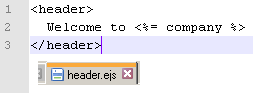 1 <header>
2 Welcome to <%= company %>
3 </header>
header.ejs